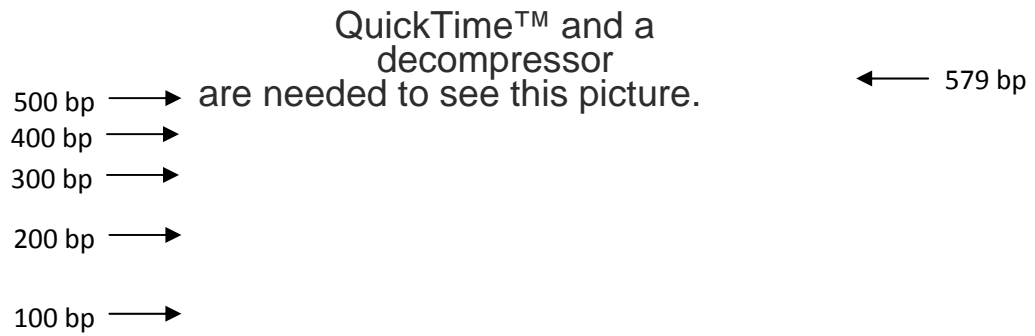 QuickTime™ and a
decompressor
are needed to see this picture.
579 bp
500 bp
400 bp
300 bp
200 bp
100 bp